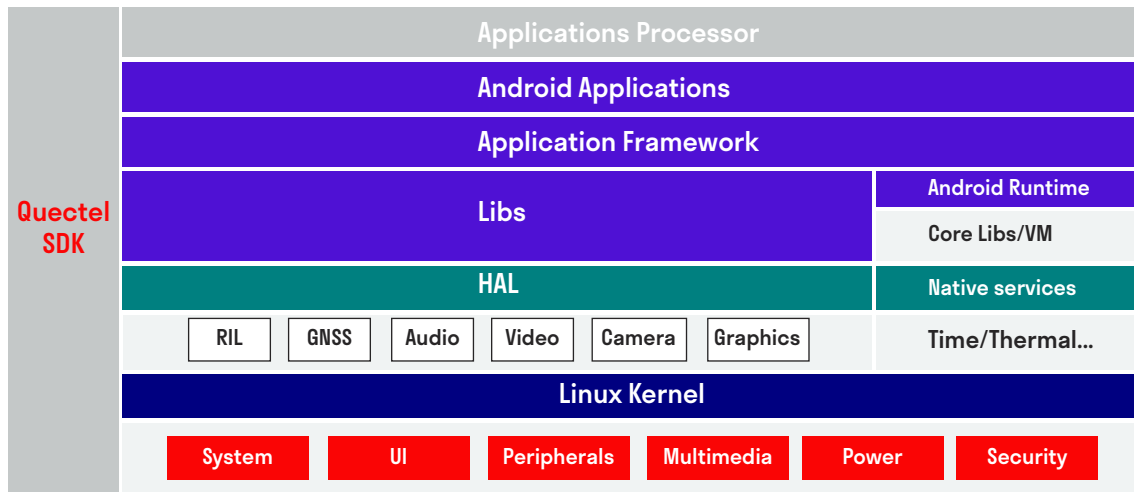 Applications Processor
Android Applications
Application Framework
Quectel
SDK
Libs
Android Runtime
Core Libs/VM
HAL
Native services
RIL
GNSS
Audio
Video
Camera
Graphics
Time/Thermal...
Linux Kernel
System
UI
Peripherals
Multimedia
Power
Security